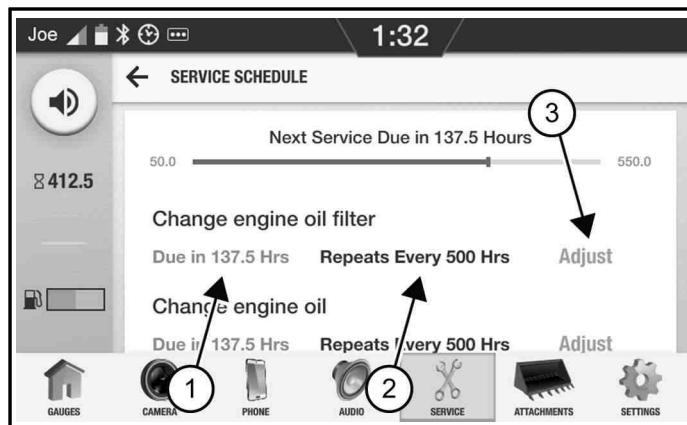 Joe 1:32
SERVICE SCHEDULE
3
Next Service Due in 137.5 Hours
50.0 550.0
412.5
Change engine oil filter
Due in 137.5 Hrs Repeats Every 500 Hrs Adjust
Change engine oil
Due in 137.5 Hrs Repeats Every 500 Hrs Adjust
1 2
GAUGES CAMERA PHONE AUDIO SERVICE ATTACHMENTS SETTINGS